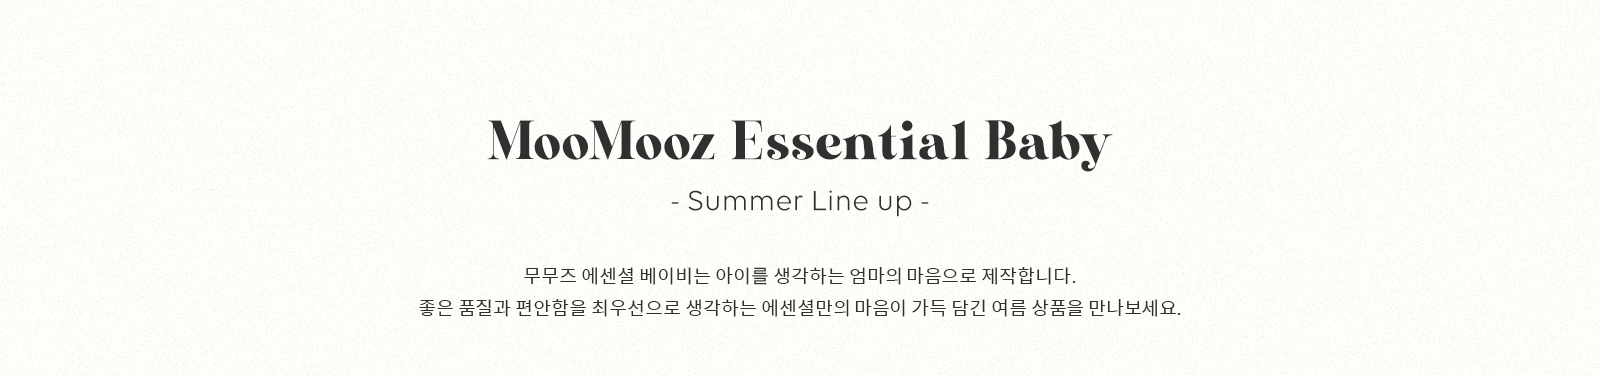 MooMooz Essential Baby
- Summer Line up -
무무즈 에센셜 베이비는 아이를 생각하는 엄마의 마음으로 제작합니다.
좋은 품질과 편안함을 최우선으로 생각하는 에센셜만의 마음이 가득 담긴 여름 상품을 만나보세요.